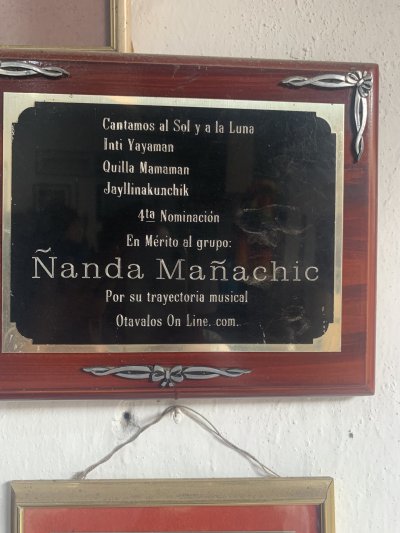 Cantamos al Sol y a la Luna
Inti Yayaman
Quilla Mamaman
Jayllinakunchik
4ta Nominación
En Mérito al grupo:
Ñanda Mañachic
Por su trayectoria musical
Otavalos On Line. com.